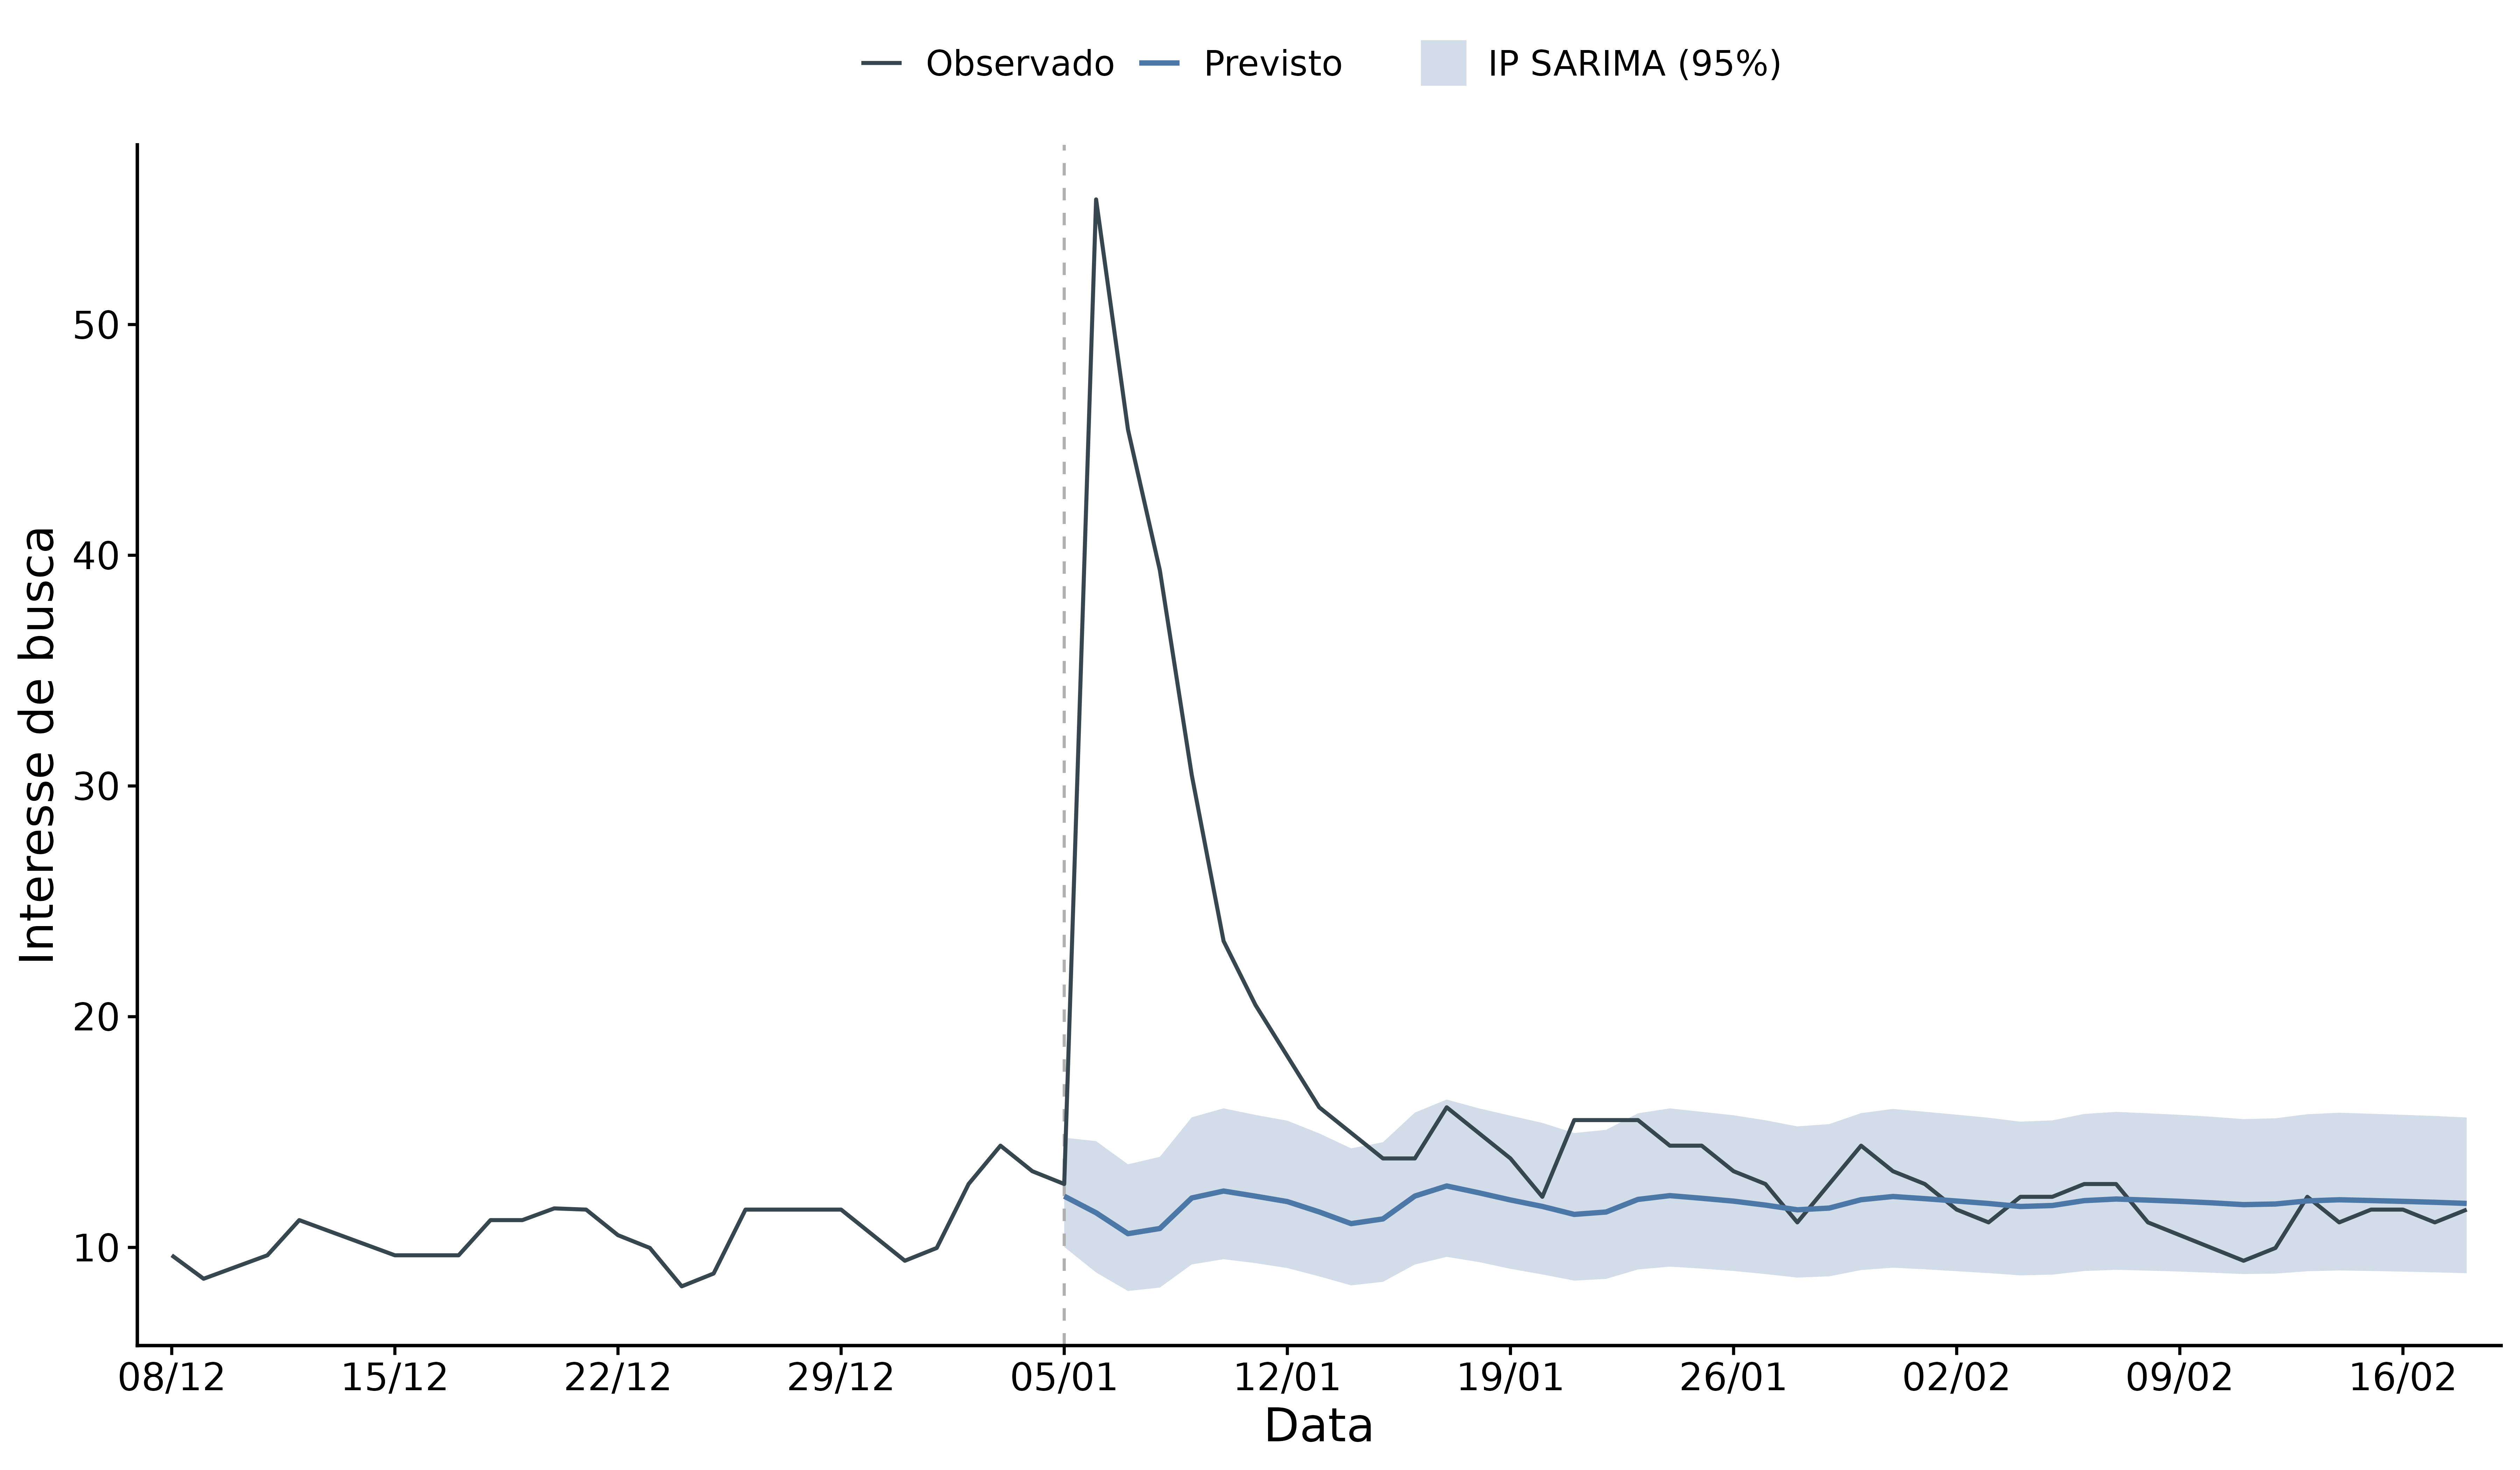 Observado Previsto IP SARIMA (95%)
Interesse de busca
50
40
30
20
10
08/12 15/12 22/12 29/12 05/01 12/01 19/01 26/01 02/02 09/02 16/02
Data